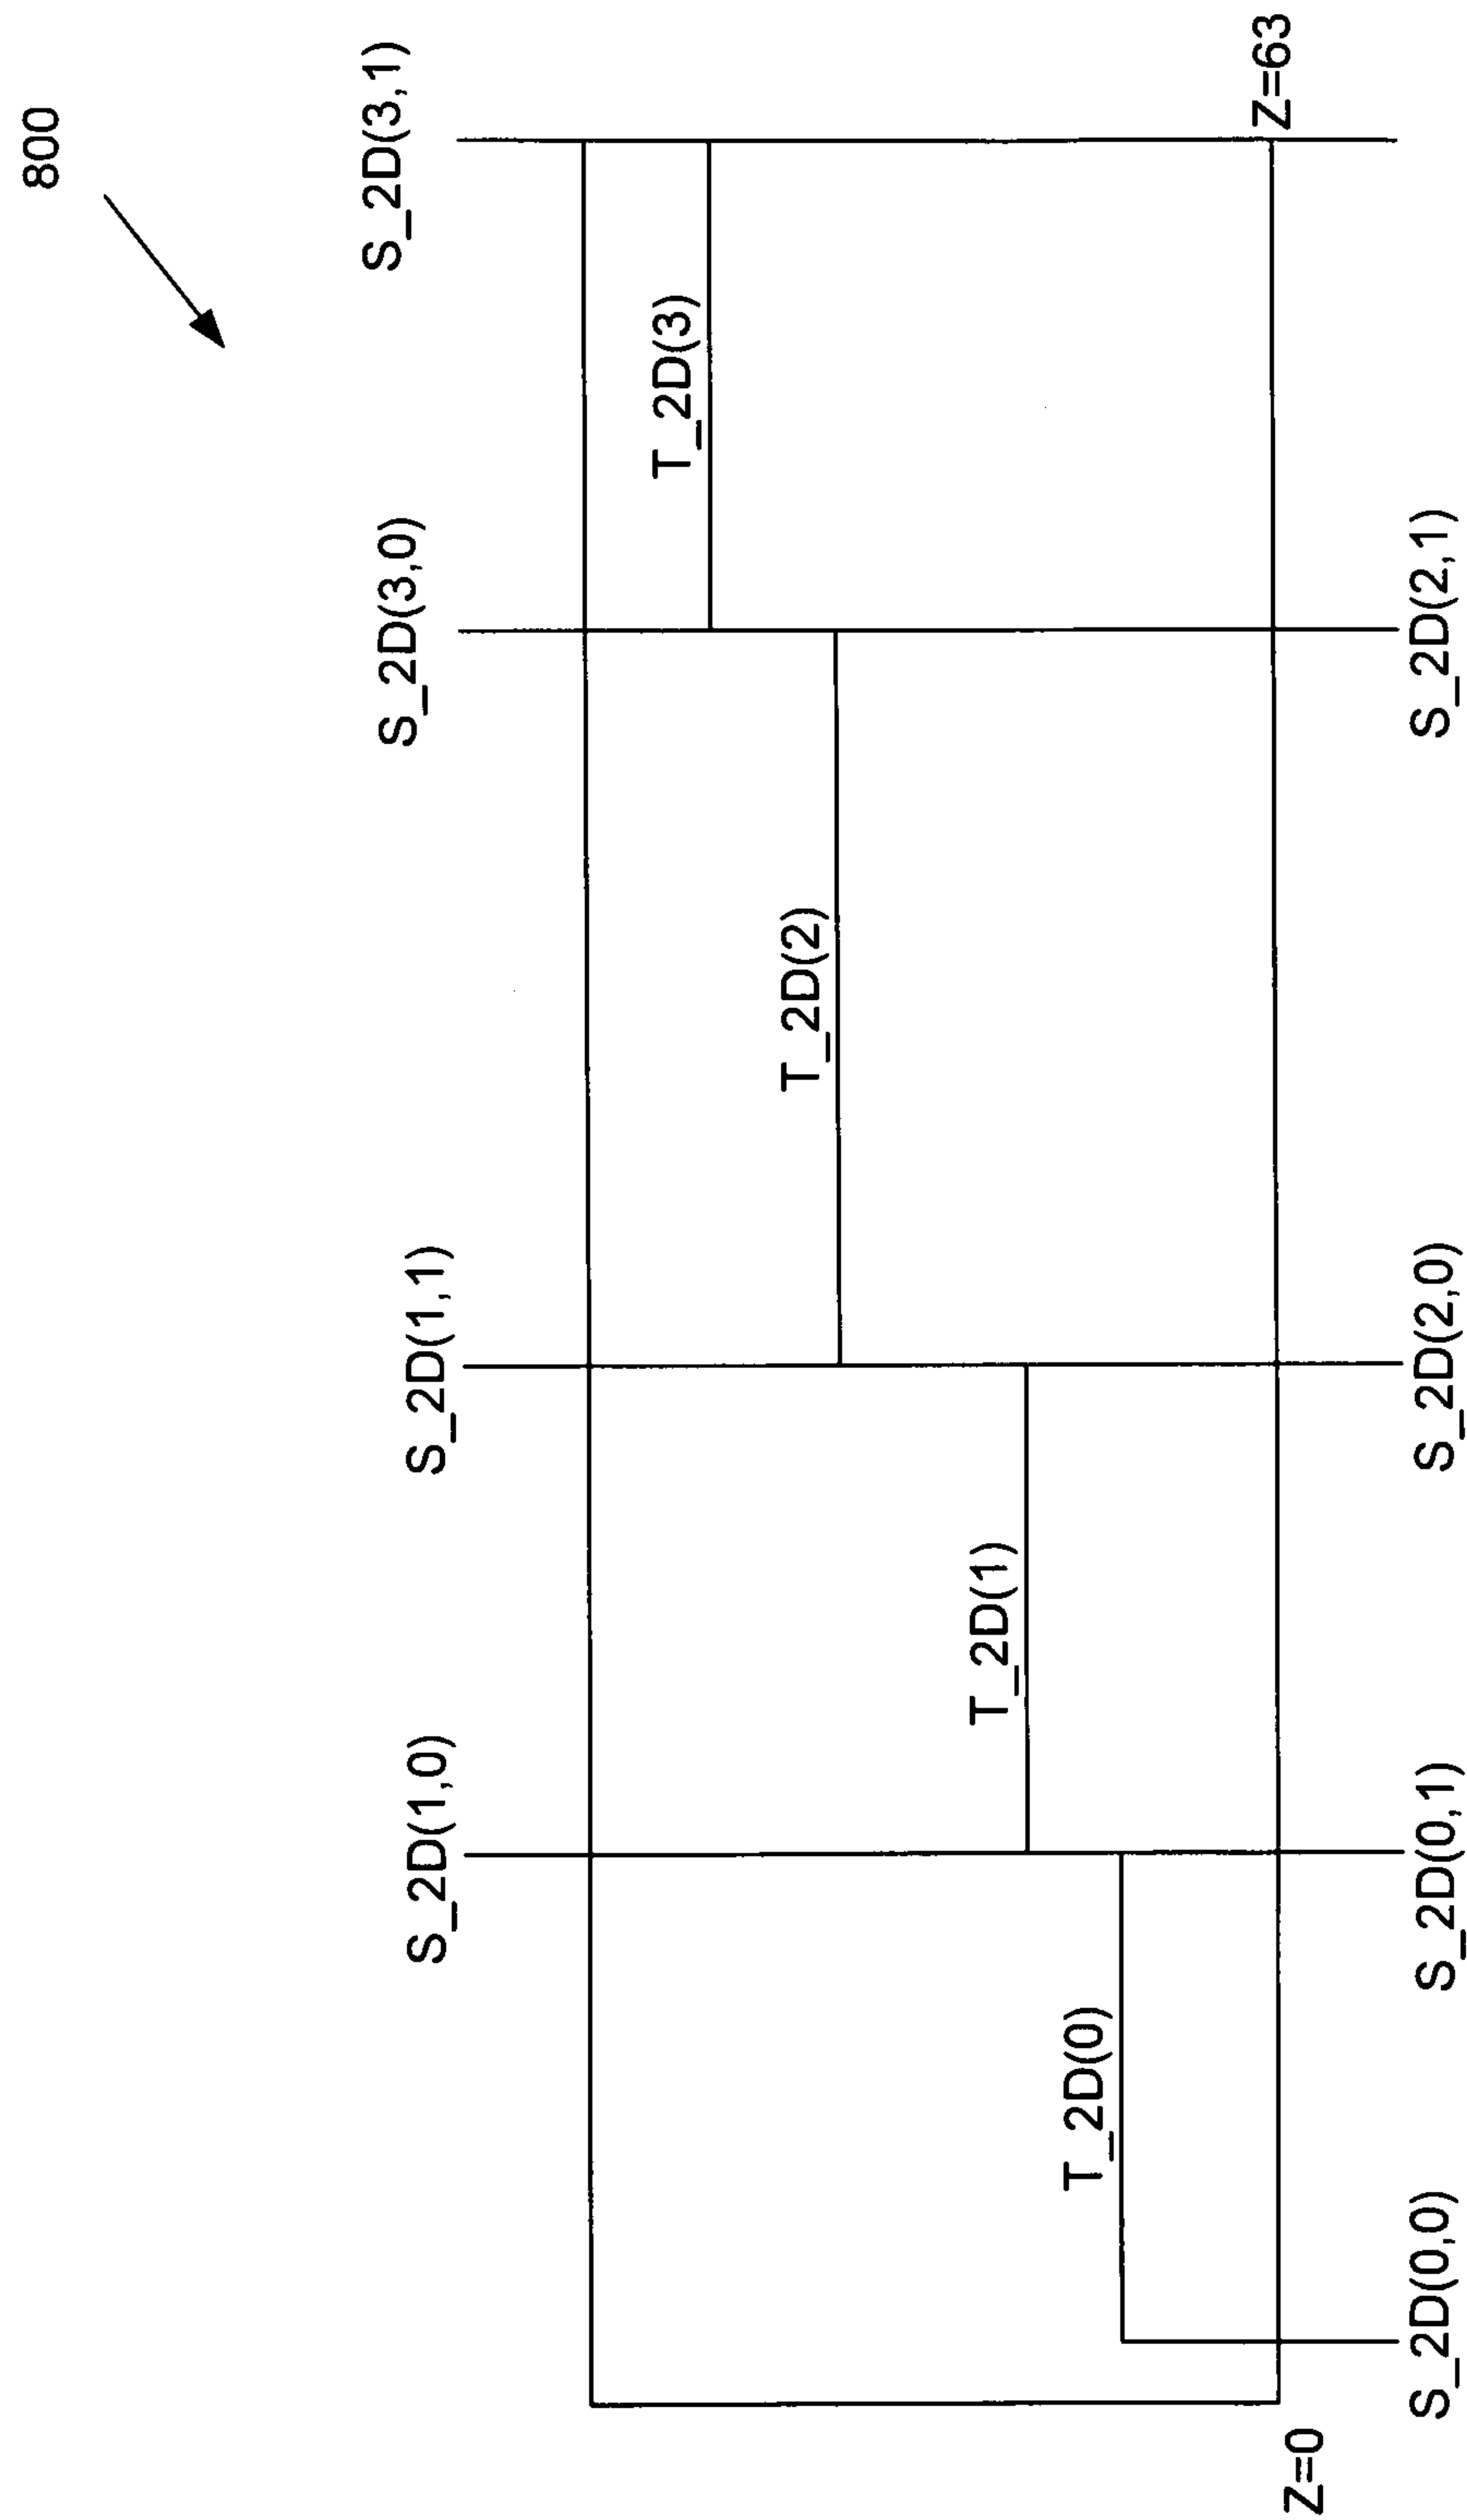 800
S_2D(1,0)
S_2D(1,1)
S_2D(3,0)
S_2D(3,1)
T_2D(3)
T_2D(2)
T_2D(1)
T_2D(0)
Z=0
Z=63
S_2D(0,0)
S_2D(0,1)
S_2D(2,0)
S_2D(2,1)